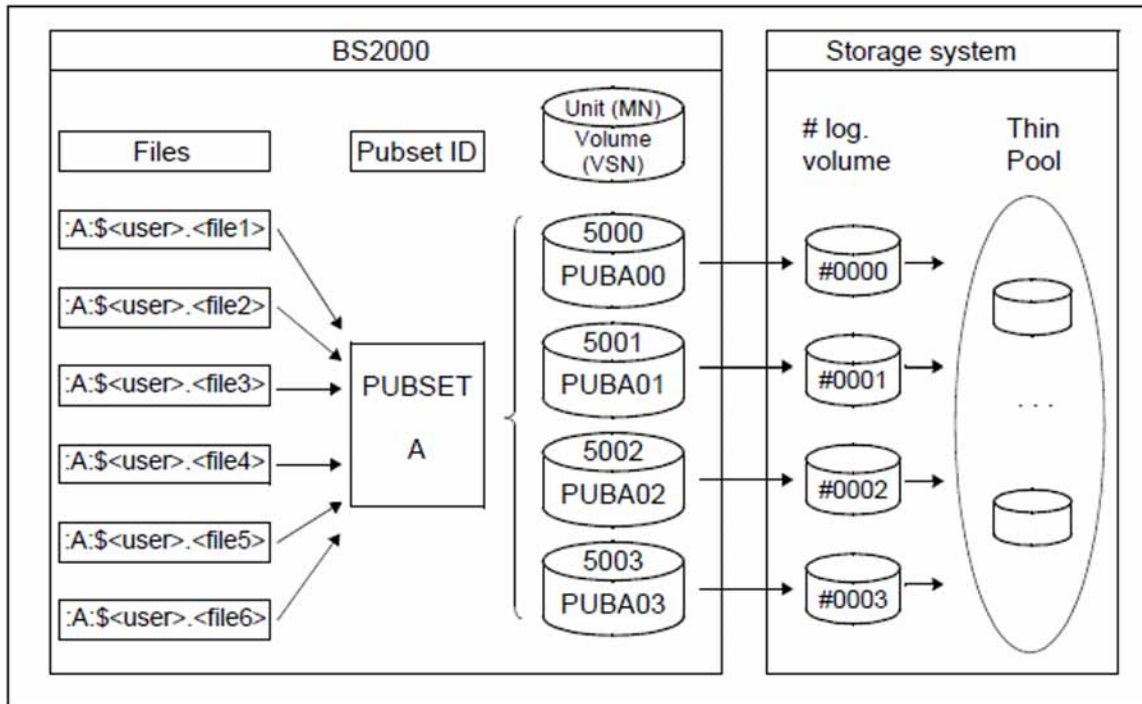 BS2000
Storage system
Files
Pubset ID
Unit (MN)
Volume
(VSN)
# log.
volume
Thin
Pool
:A:$<user>.<file1>
:A:$<user>.<file2>
:A:$<user>.<file3>
:A:$<user>.<file4>
:A:$<user>.<file5>
:A:$<user>.<file6>
PUBSET
A
5000
PUBA00
5001
PUBA01
5002
PUBA02
5003
PUBA03
#0000
#0001
#0002
#0003
. . .